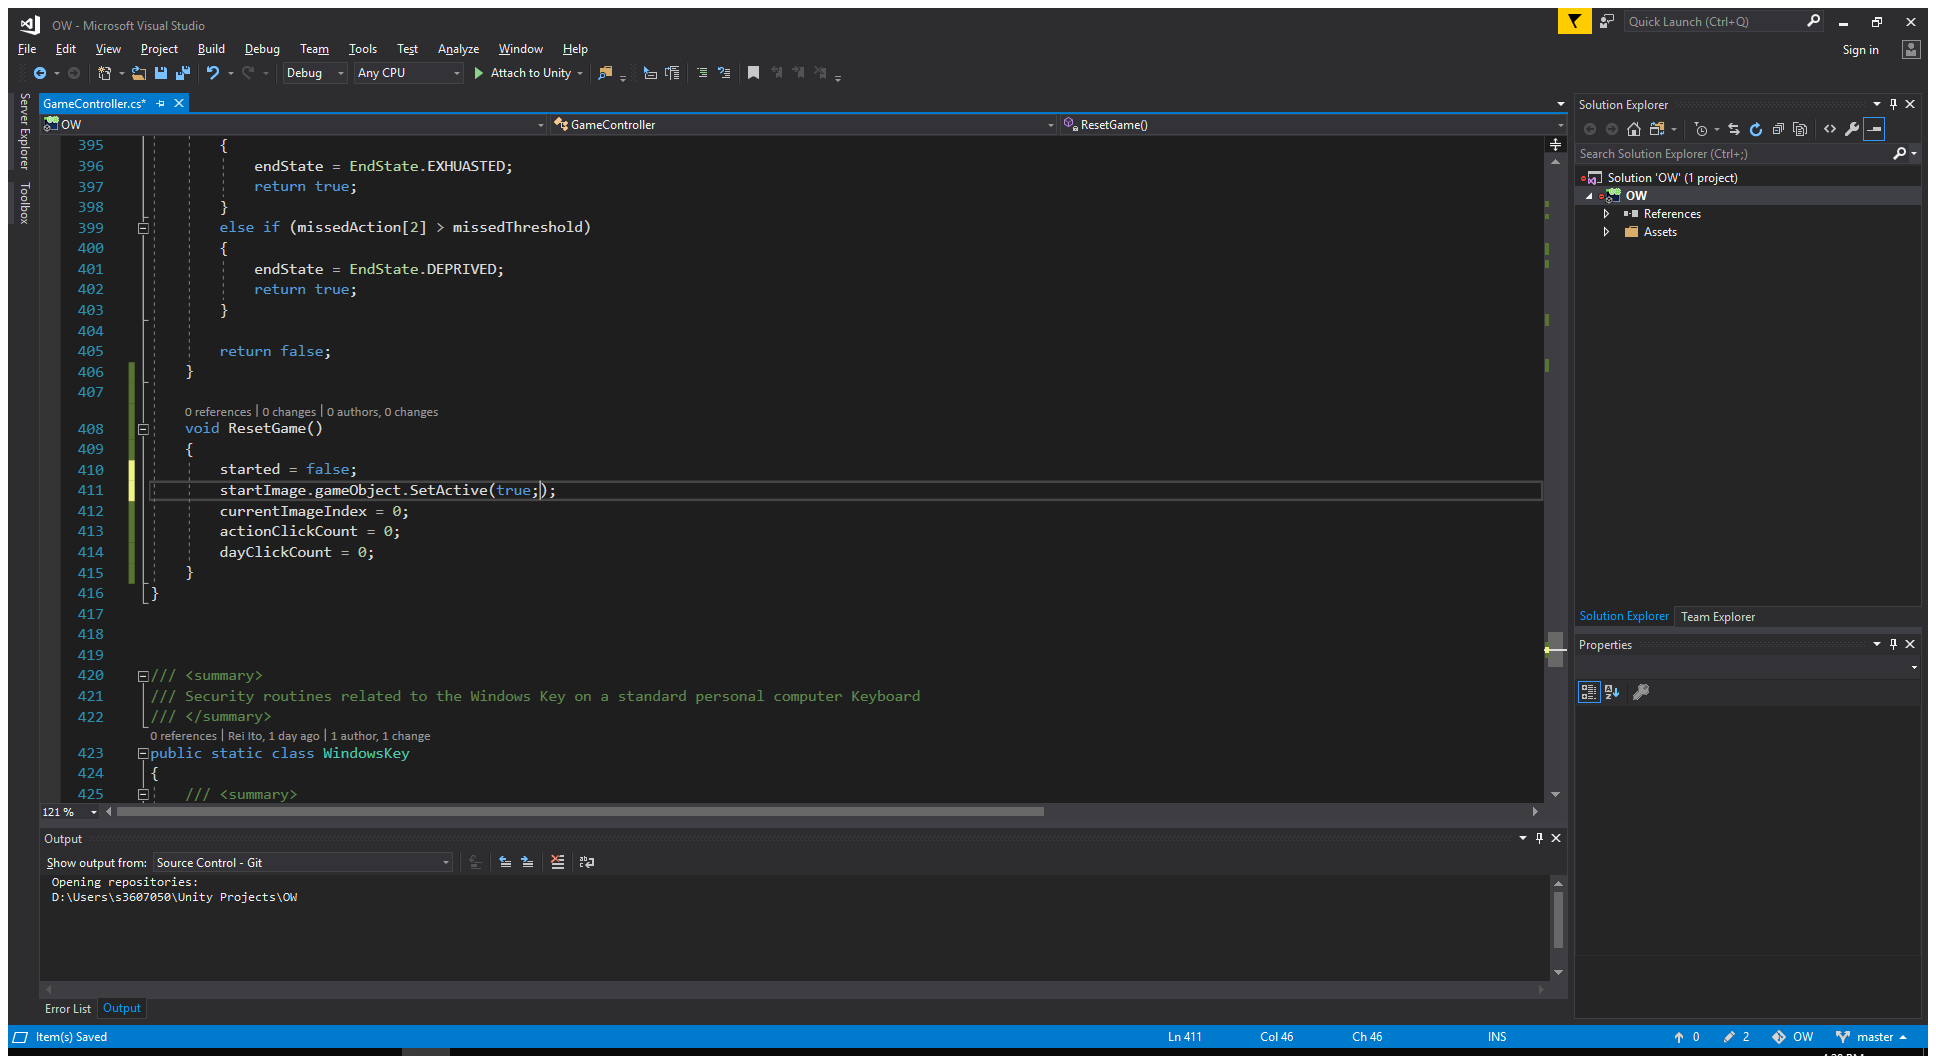 OW - Microsoft Visual Studio
Quick Launch (Ctrl+Q)
File Edit View Project Build Debug Team Tools Test Analyze Window Help
Sign in
Debug Any CPU Attach to Unity
Server Explorer
Toolbox
GameController.cs*
OW GameController ResetGame()
395 {
396 endState = EndState.EXHUASTED;
397 return true;
398 }
399 else if (missedAction[2] > missedThreshold)
400 {
401 endState = EndState.DEPRIVED;
402 return true;
403 }
404
405 return false;
406 }
407
0 references | 0 changes | 0 authors, 0 changes
408 void ResetGame()
409 {
410 started = false;
411 startImage.gameObject.SetActive(true;);
412 currentImageIndex = 0;
413 actionClickCount = 0;
414 dayClickCount = 0;
415 }
416 }
417
418
419
420 /// <summary>
421 /// Security routines related to the Windows Key on a standard personal computer Keyboard
422 /// </summary>
0 references | Rei Ito, 1 day ago | 1 author, 1 change
423 public static class WindowsKey
424 {
425 /// <summary>
121 %
Output
Show output from: Source Control - Git
Opening repositories:
D:\Users\s3607050\Unity Projects\OW
Error List Output
Solution Explorer
Search Solution Explorer (Ctrl+;)
Solution 'OW' (1 project)
OW
References
Assets
Solution Explorer Team Explorer
Properties
Item(s) Saved Ln 411 Col 46 Ch 46 INS 0 2 OW master